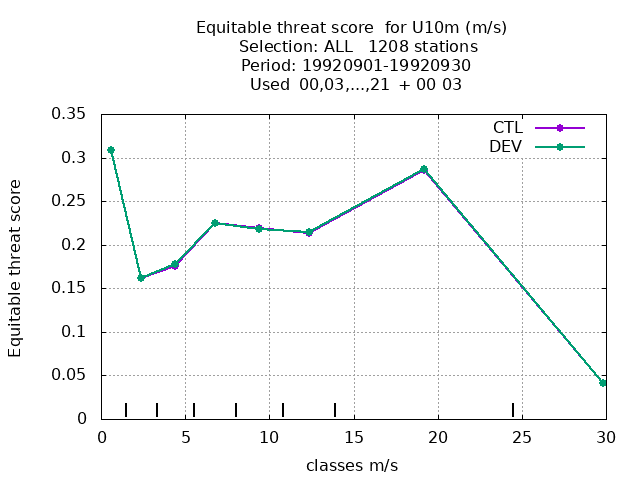 Equitable threat score  for U10m (m/s)
Selection: ALL   1208 stations
Period: 19920901-19920930
Used  00,03,...,21  + 00 03
CTL
DEV
Equitable threat score
0.35
0.3
0.25
0.2
0.15
0.1
0.05
0
0 5 10 15 20 25 30
classes m/s